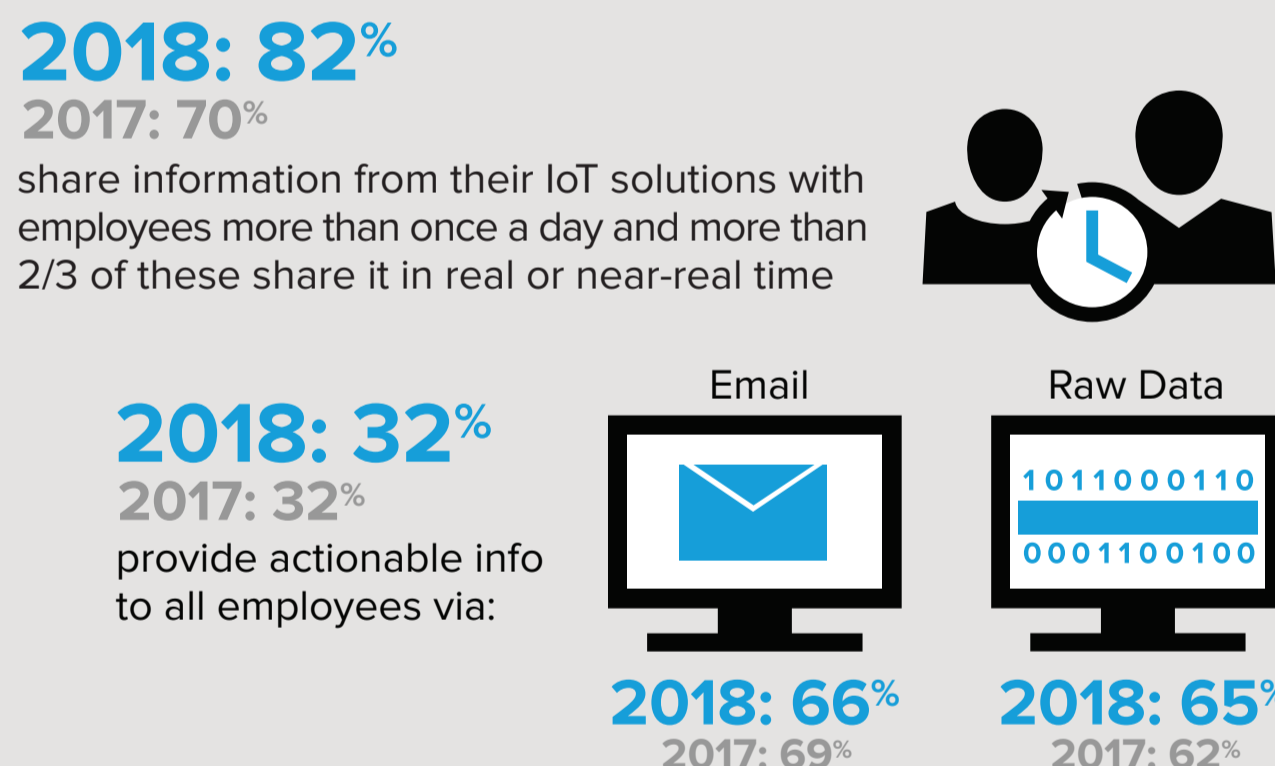 2018: 82%
2017: 70%
share information from their IoT solutions with
employees more than once a day and more than
2/3 of these share it in real or near-real time
2018: 32%
2017: 32%
provide actionable info
to all employees via:
Email
2018: 66%
2017: 69%
Raw Data
1011000110
0001100100
2018: 65%
2017: 62%